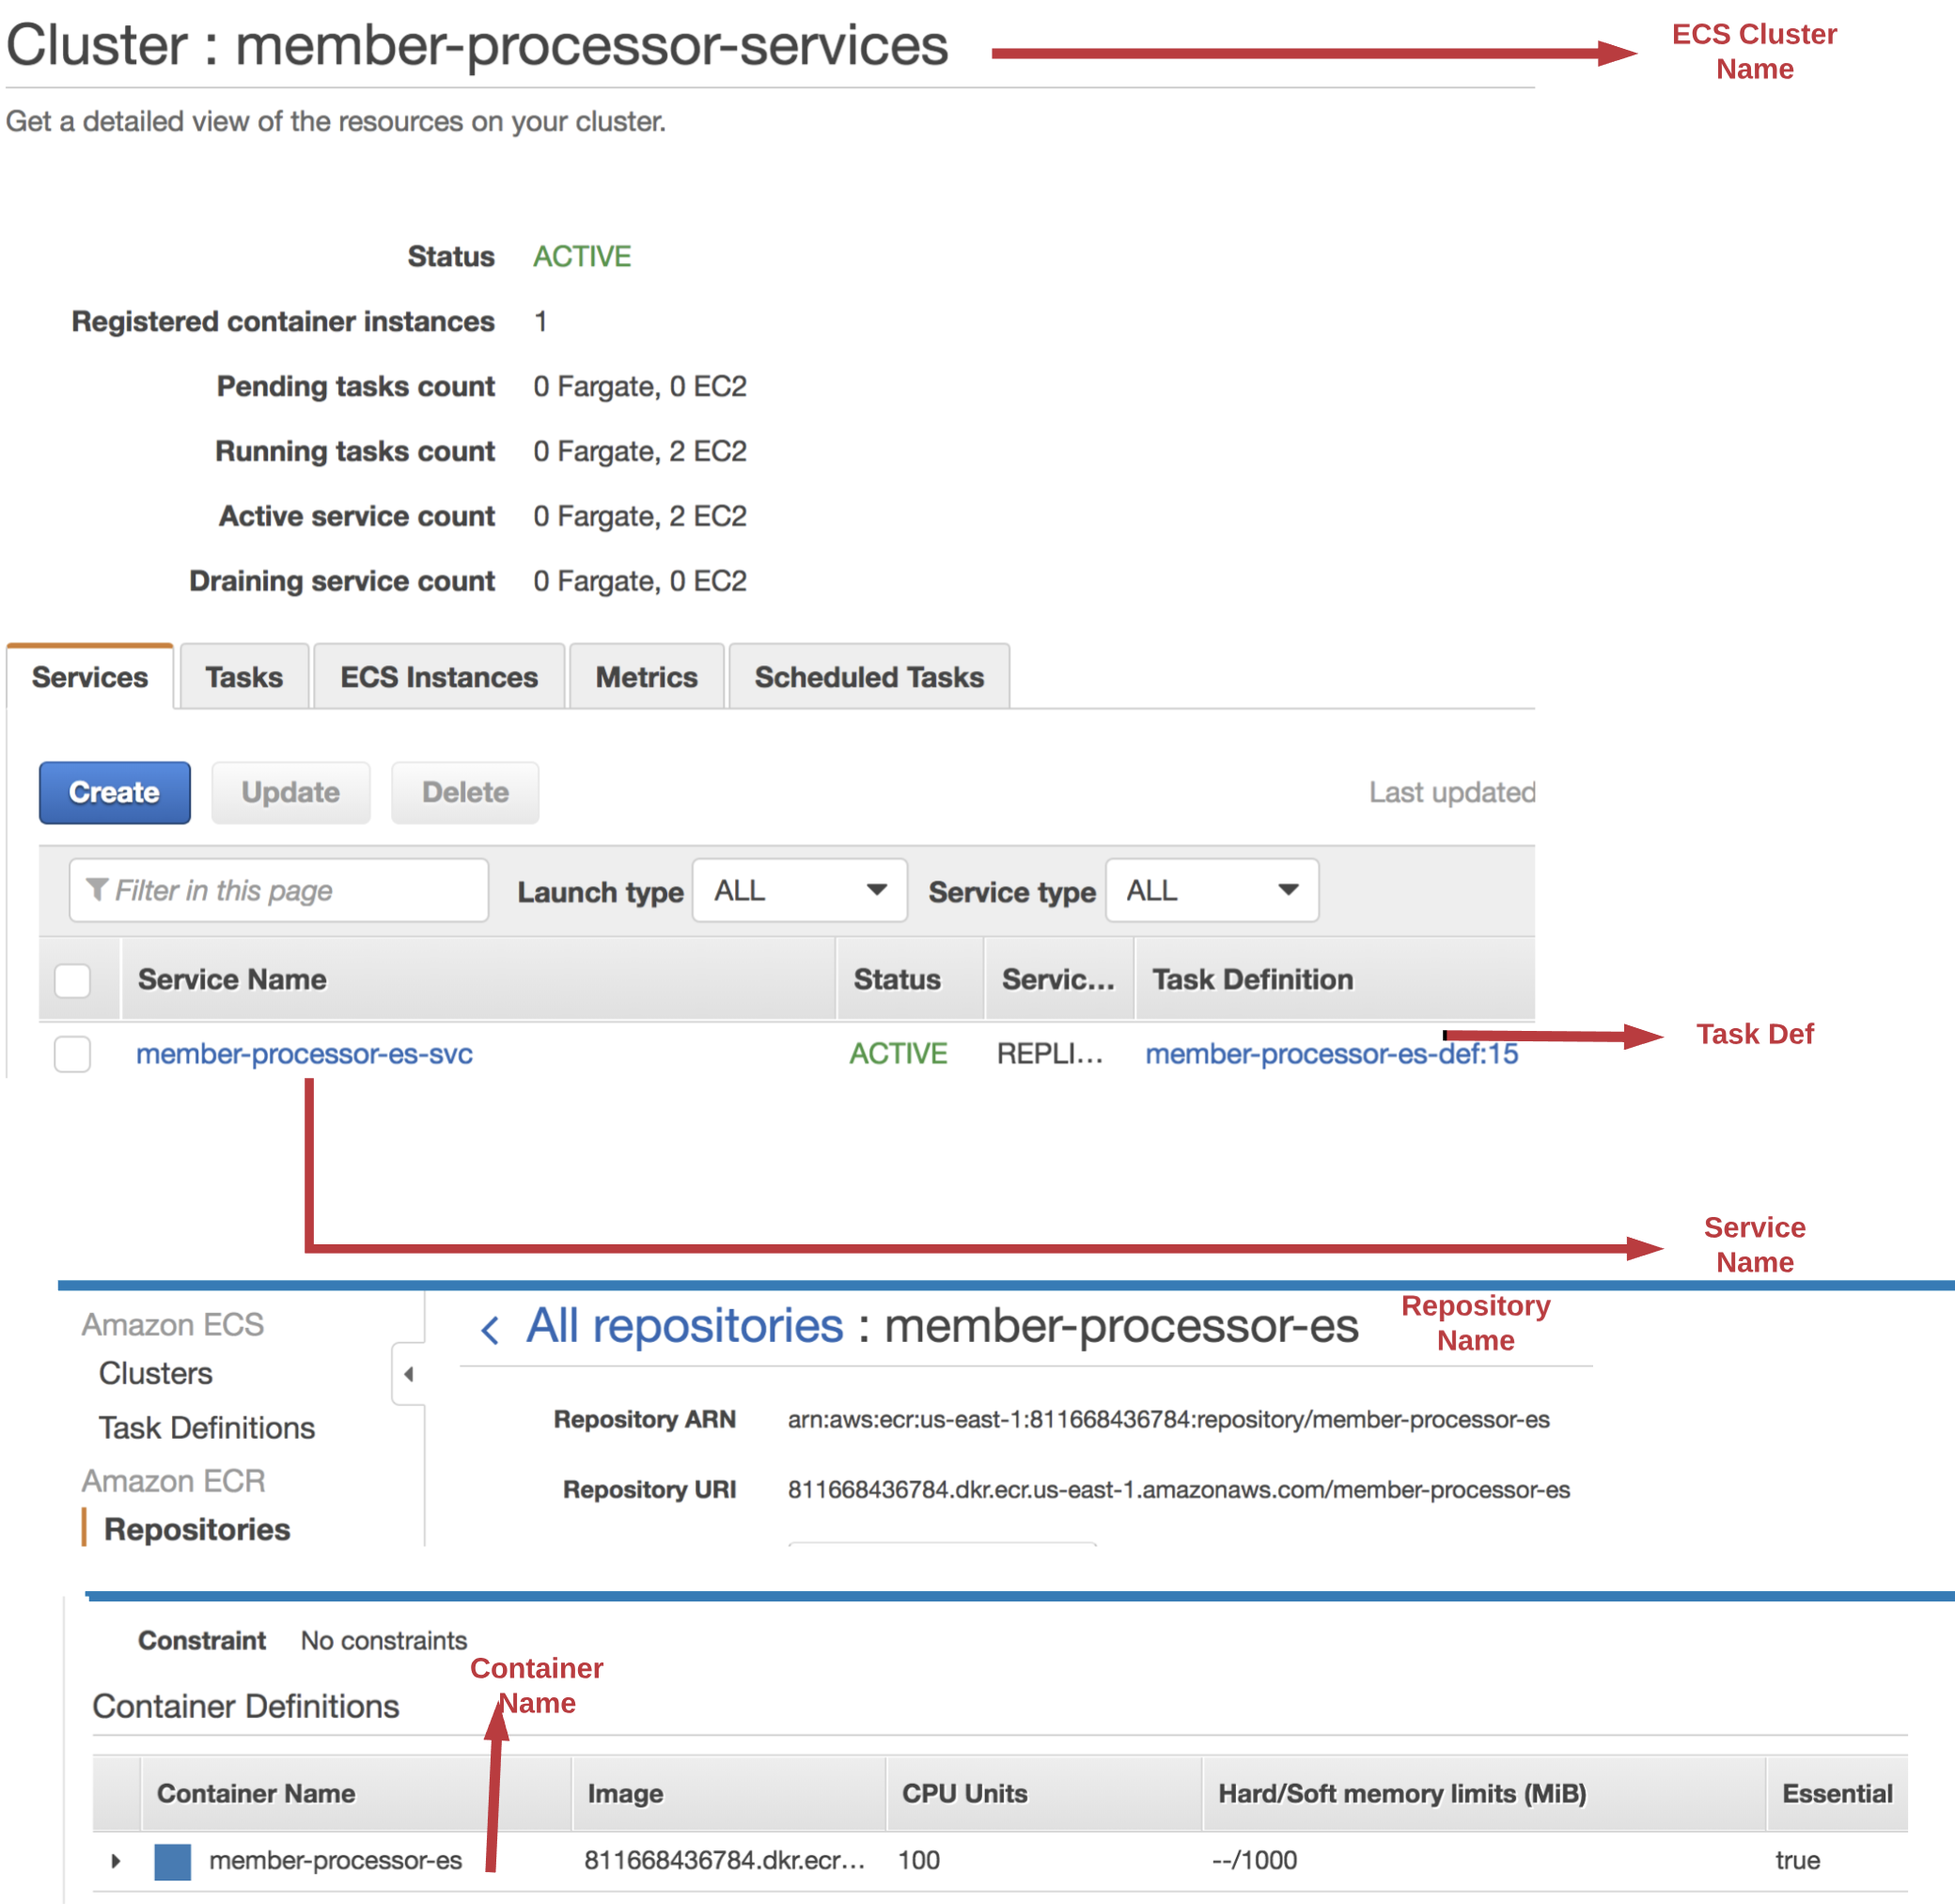 Cluster : member-processor-services
ECS Cluster
Name
Get a detailed view of the resources on your cluster.
Status ACTIVE
Registered container instances 1
Pending tasks count 0 Fargate, 0 EC2
Running tasks count 0 Fargate, 2 EC2
Active service count 0 Fargate, 2 EC2
Draining service count 0 Fargate, 0 EC2
Services Tasks ECS Instances Metrics Scheduled Tasks
Create Update Delete Last updated
Filter in this page Launch type ALL Service type ALL
Service Name Status Servic... Task Definition
member-processor-es-svc ACTIVE REPLI... member-processor-es-def:15
Task Def
Service
Name
Amazon ECS
Clusters
Task Definitions
Amazon ECR
Repositories
< All repositories : member-processor-es
Repository
Name
Repository ARN arn:aws:ecr:us-east-1:811668436784:repository/member-processor-es
Repository URI 811668436784.dkr.ecr.us-east-1.amazonaws.com/member-processor-es
Constraint No constraints
Container
Name
Container Definitions
Container Name Image CPU Units Hard/Soft memory limits (MiB) Essential
member-processor-es 811668436784.dkr.ecr... 100 --/1000 true